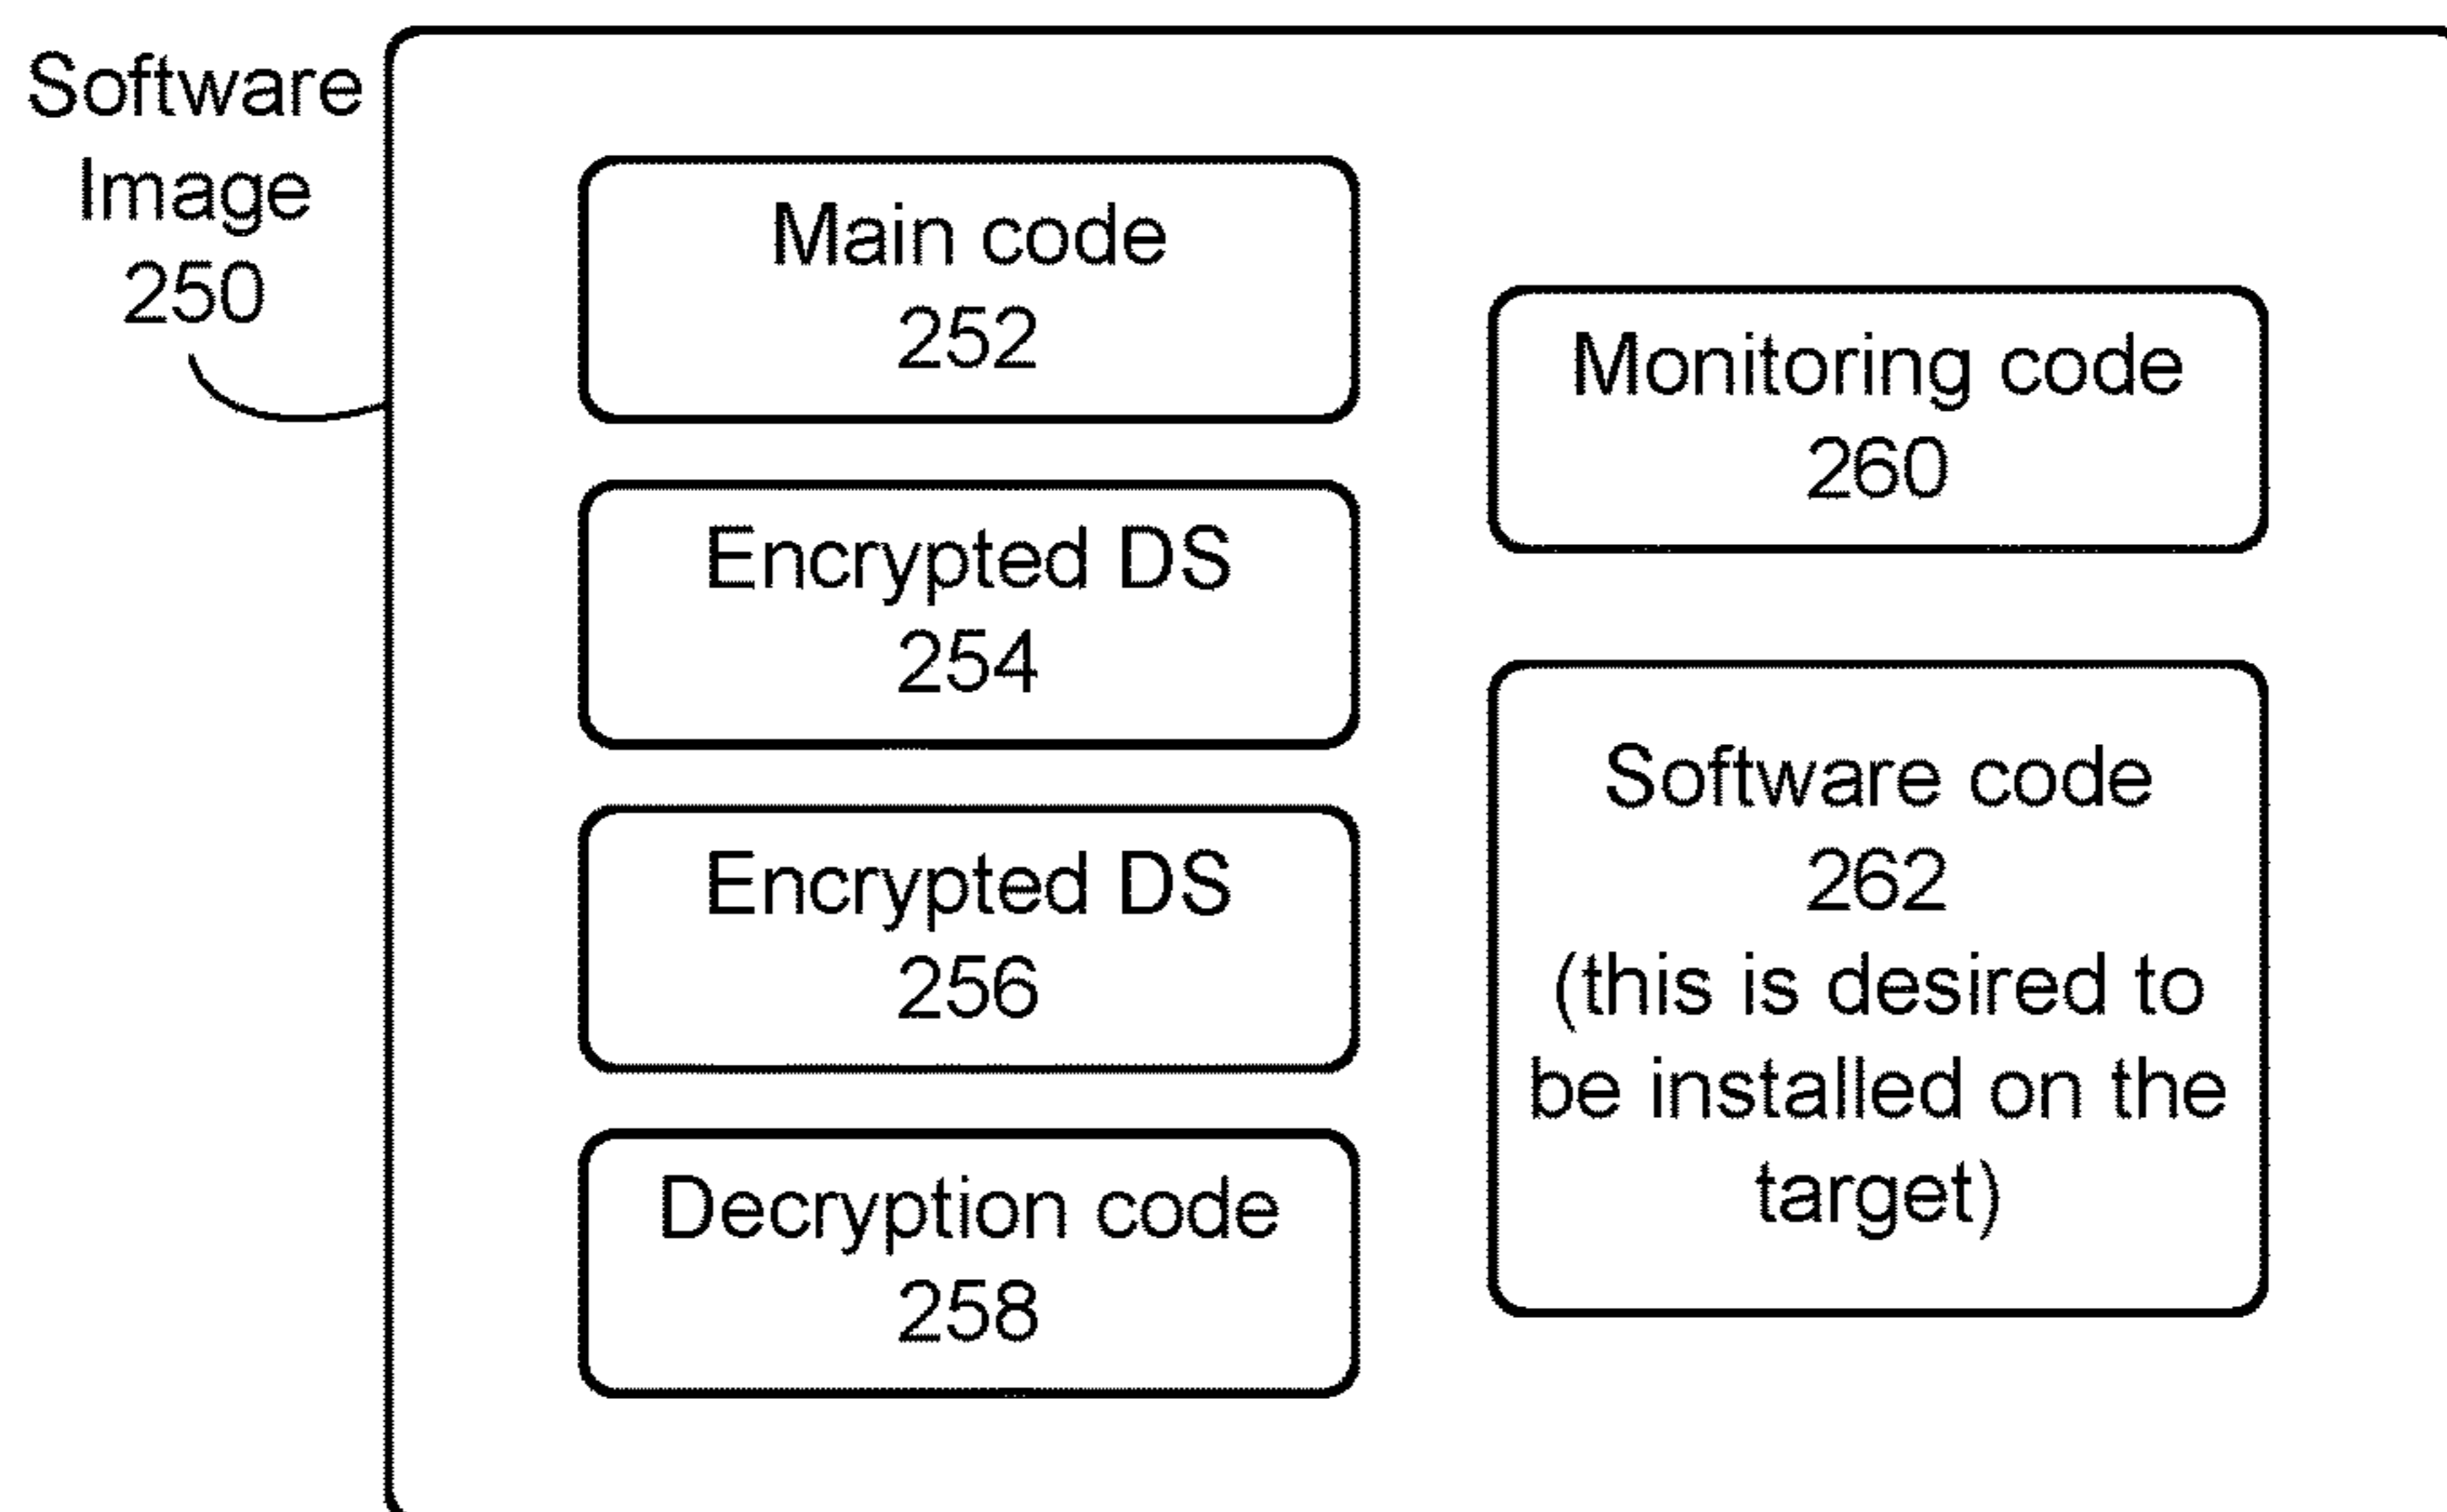 Software
Image
250
Main code
252
Encrypted DS
254
Encrypted DS
256
Decryption code
258
Monitoring code
260
Software code
262
(this is desired to
be installed on the
target)